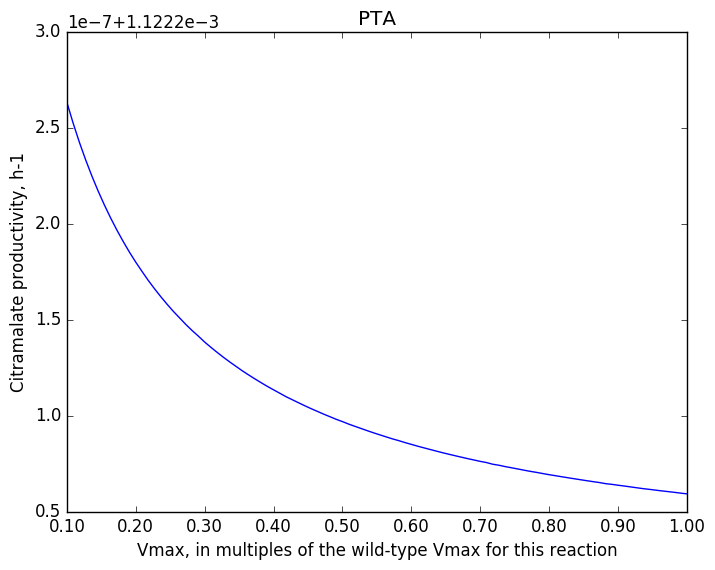 PTA
1e−7+1.1222e−3
3.0
2.5
2.0
1.5
1.0
0.5
Citramalate productivity, h-1
0.10 0.20 0.30 0.40 0.50 0.60 0.70 0.80 0.90 1.00
Vmax, in multiples of the wild-type Vmax for this reaction